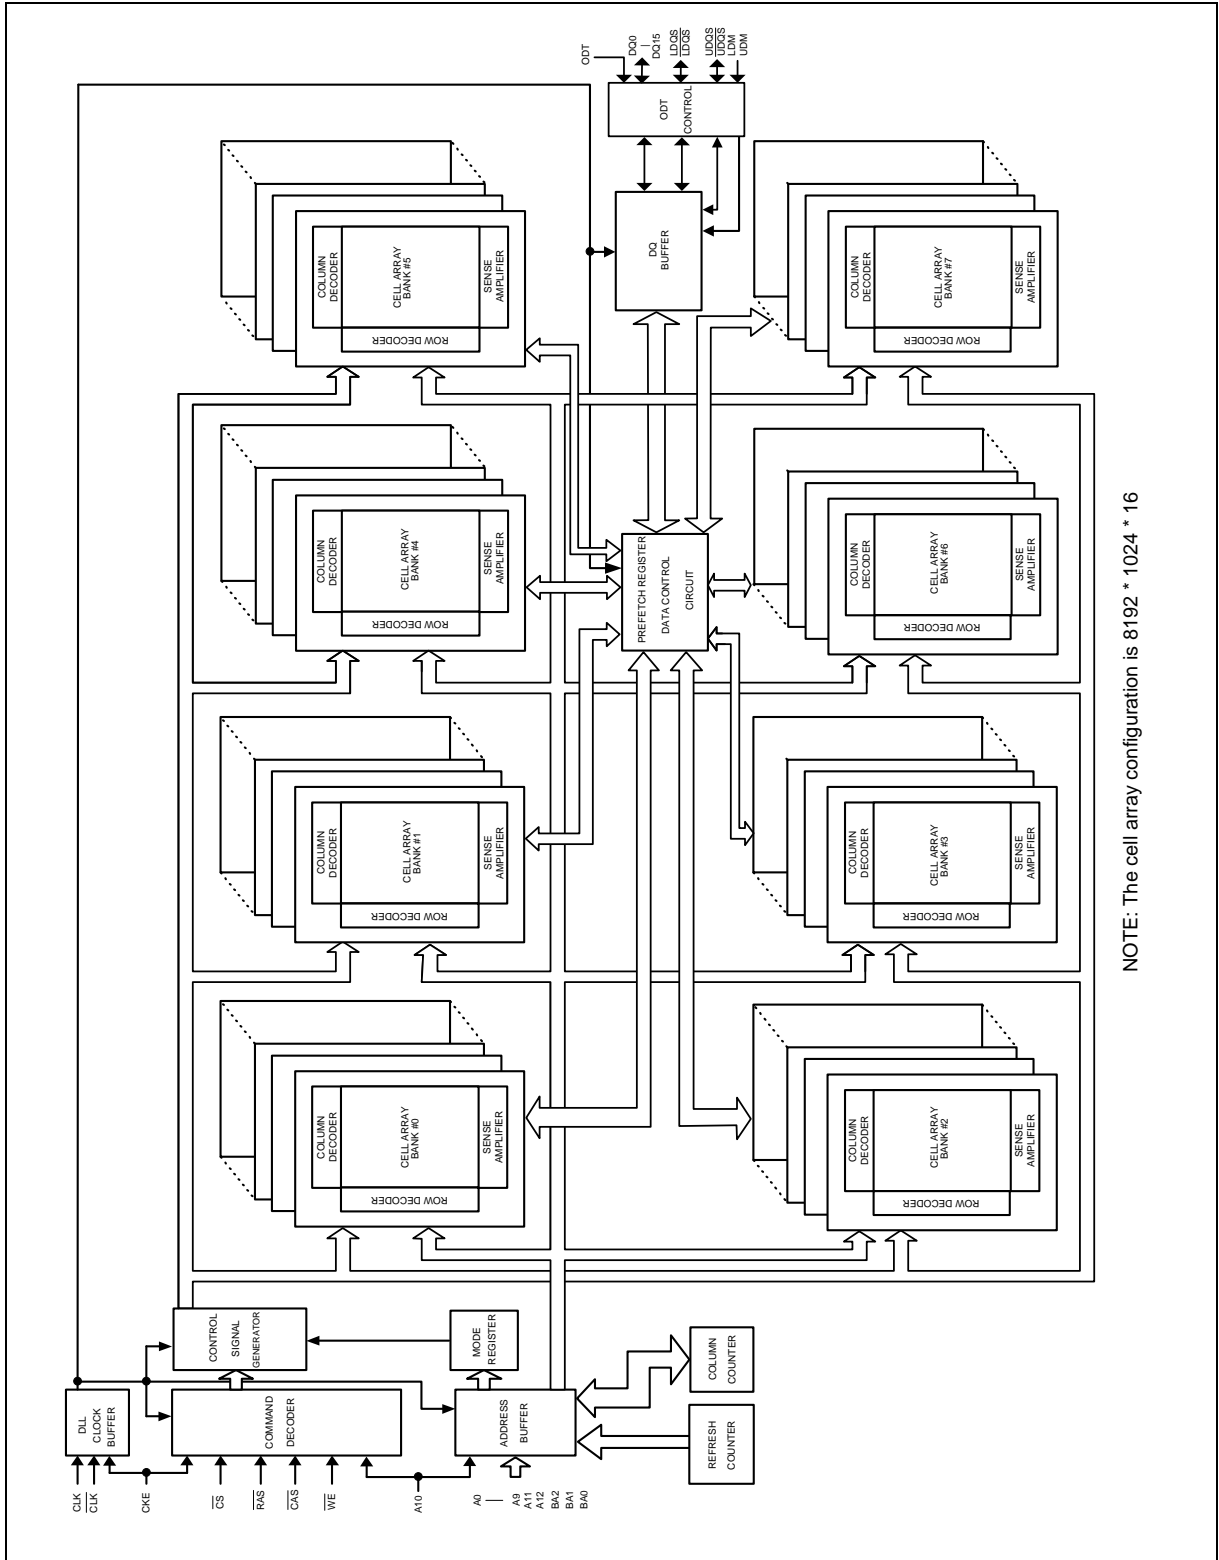 CLK
CLK
CKE
CS
RAS
CAS
WE
A10
A0
A9
A11
A12
BA2
BA1
BA0
DLL
CLOCK
BUFFER
COMMAND
DECODER
ADDRESS
BUFFER
REFRESH
COUNTER
COLUMN
COUNTER
CONTROL
SIGNAL
GENERATOR
MODE
REGISTER
COLUMN
DECODER
CELL ARRAY
BANK #0
SENSE
AMPLIFIER
ROW DECODER
COLUMN
DECODER
CELL ARRAY
BANK #2
SENSE
AMPLIFIER
ROW DECODER
COLUMN
DECODER
CELL ARRAY
BANK #1
SENSE
AMPLIFIER
ROW DECODER
COLUMN
DECODER
CELL ARRAY
BANK #3
SENSE
AMPLIFIER
ROW DECODER
COLUMN
DECODER
CELL ARRAY
BANK #4
SENSE
AMPLIFIER
ROW DECODER
PREFETCH REGISTER
DATA CONTROL
CIRCUIT
COLUMN
DECODER
CELL ARRAY
BANK #6
SENSE
AMPLIFIER
ROW DECODER
COLUMN
DECODER
CELL ARRAY
BANK #5
SENSE
AMPLIFIER
ROW DECODER
DQ
BUFFER
COLUMN
DECODER
CELL ARRAY
BANK #7
SENSE
AMPLIFIER
ROW DECODER
ODT
CONTROL
ODT
DQ0
DQ15
LDQS
LDQS
UDQS
UDQS
LDM
UDM
NOTE: The cell array configuration is 8192 * 1024 * 16